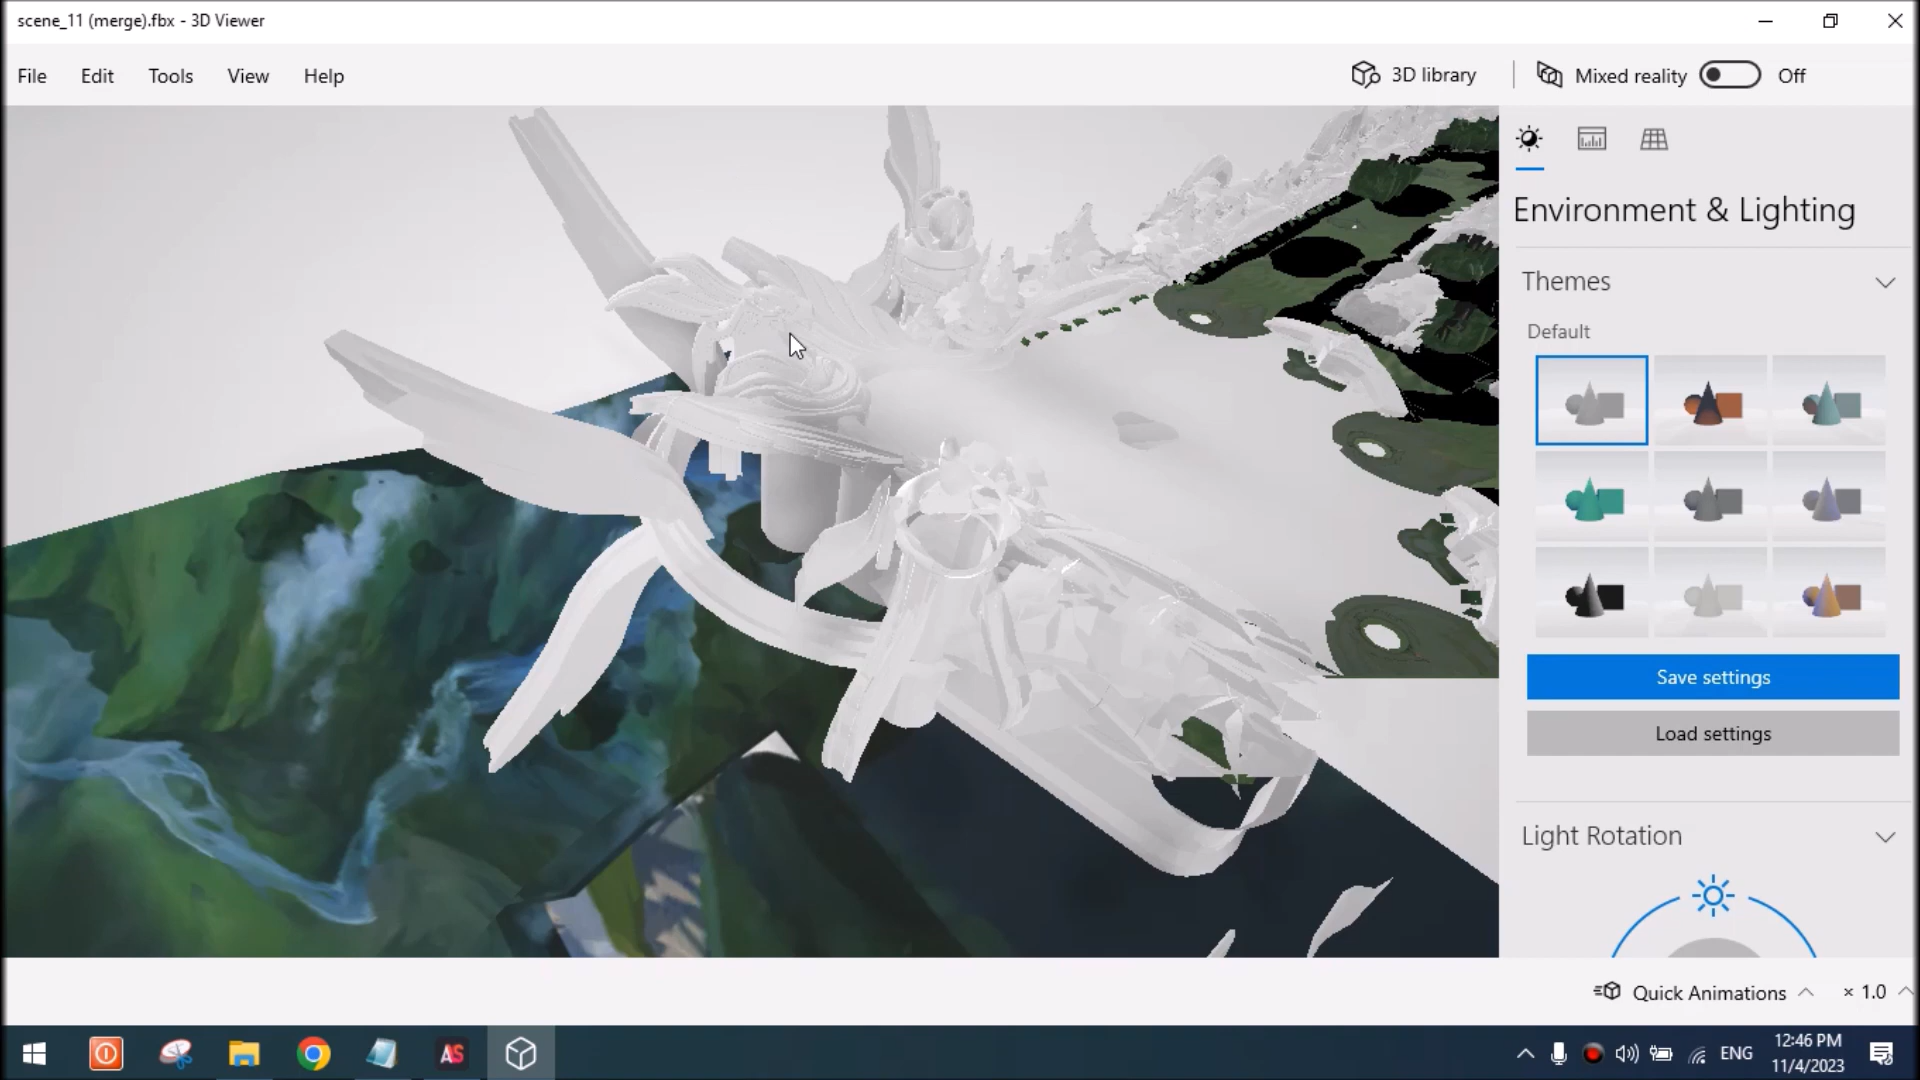 scene_11 (merge).fbx - 3D Viewer
File Edit Tools View Help
3D library
Mixed reality Off
Environment & Lighting
Themes
Default
Save settings
Load settings
Light Rotation
Quick Animations × 1.0
AS
ENG
12:46 PM
11/4/2023